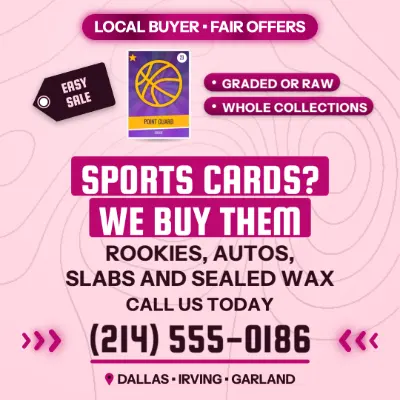 LOCAL BUYER • FAIR OFFERS
EASY
SALE
POINT GUARD
• GRADED OR RAW
• WHOLE COLLECTIONS
SPORTS CARDS?
WE BUY THEM
ROOKIES, AUTOS,
SLABS AND SEALED WAX
CALL US TODAY
(214) 555-0186
DALLAS • IRVING • GARLAND